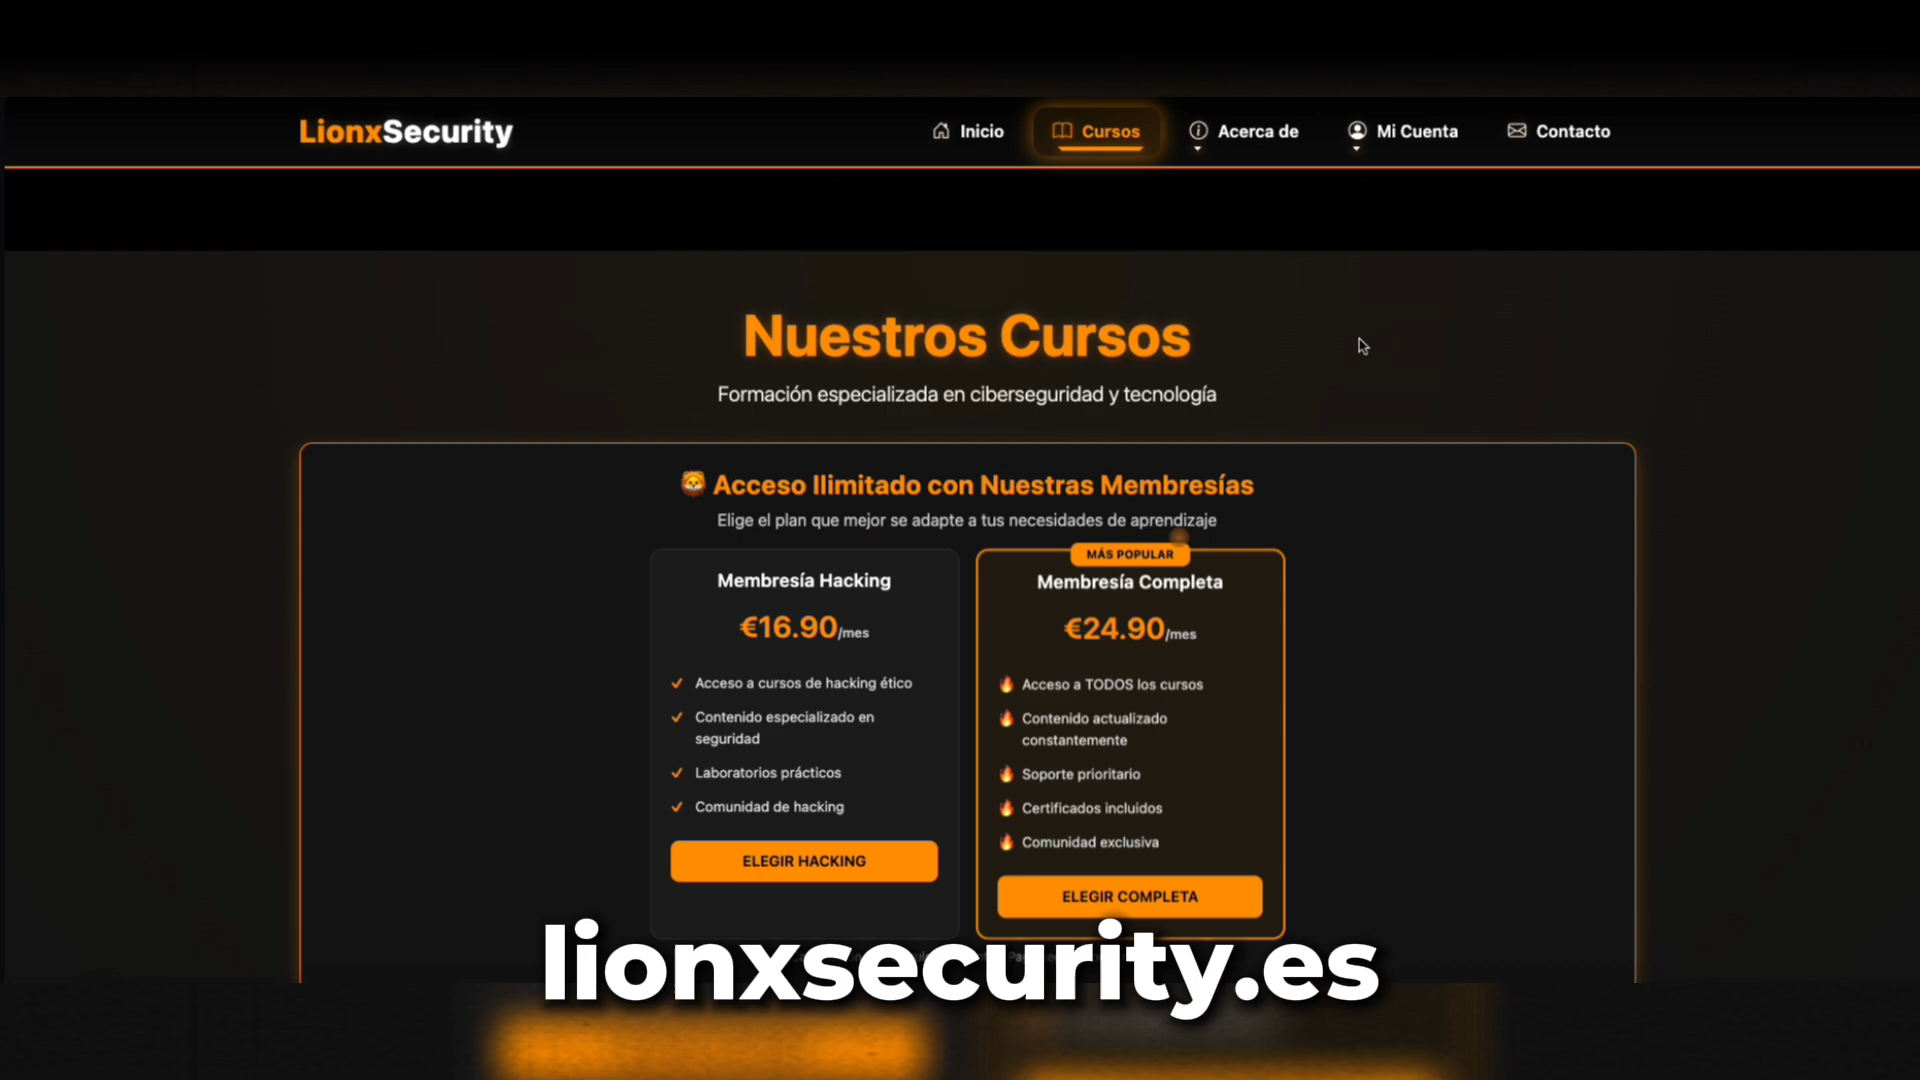 LionxSecurity
Inicio
Cursos
Acerca de
Mi Cuenta
Contacto
Nuestros Cursos
Formación especializada en ciberseguridad y tecnología
Acceso Ilimitado con Nuestras Membresías
Elige el plan que mejor se adapte a tus necesidades de aprendizaje
Membresía Hacking
€16.90/mes
Acceso a cursos de hacking ético
Contenido especializado en
seguridad
Laboratorios prácticos
Comunidad de hacking
ELEGIR HACKING
MÁS POPULAR
Membresía Completa
€24.90/mes
Acceso a TODOS los cursos
Contenido actualizado
constantemente
Soporte prioritario
Certificados incluidos
Comunidad exclusiva
ELEGIR COMPLETA
lionxsecurity.es